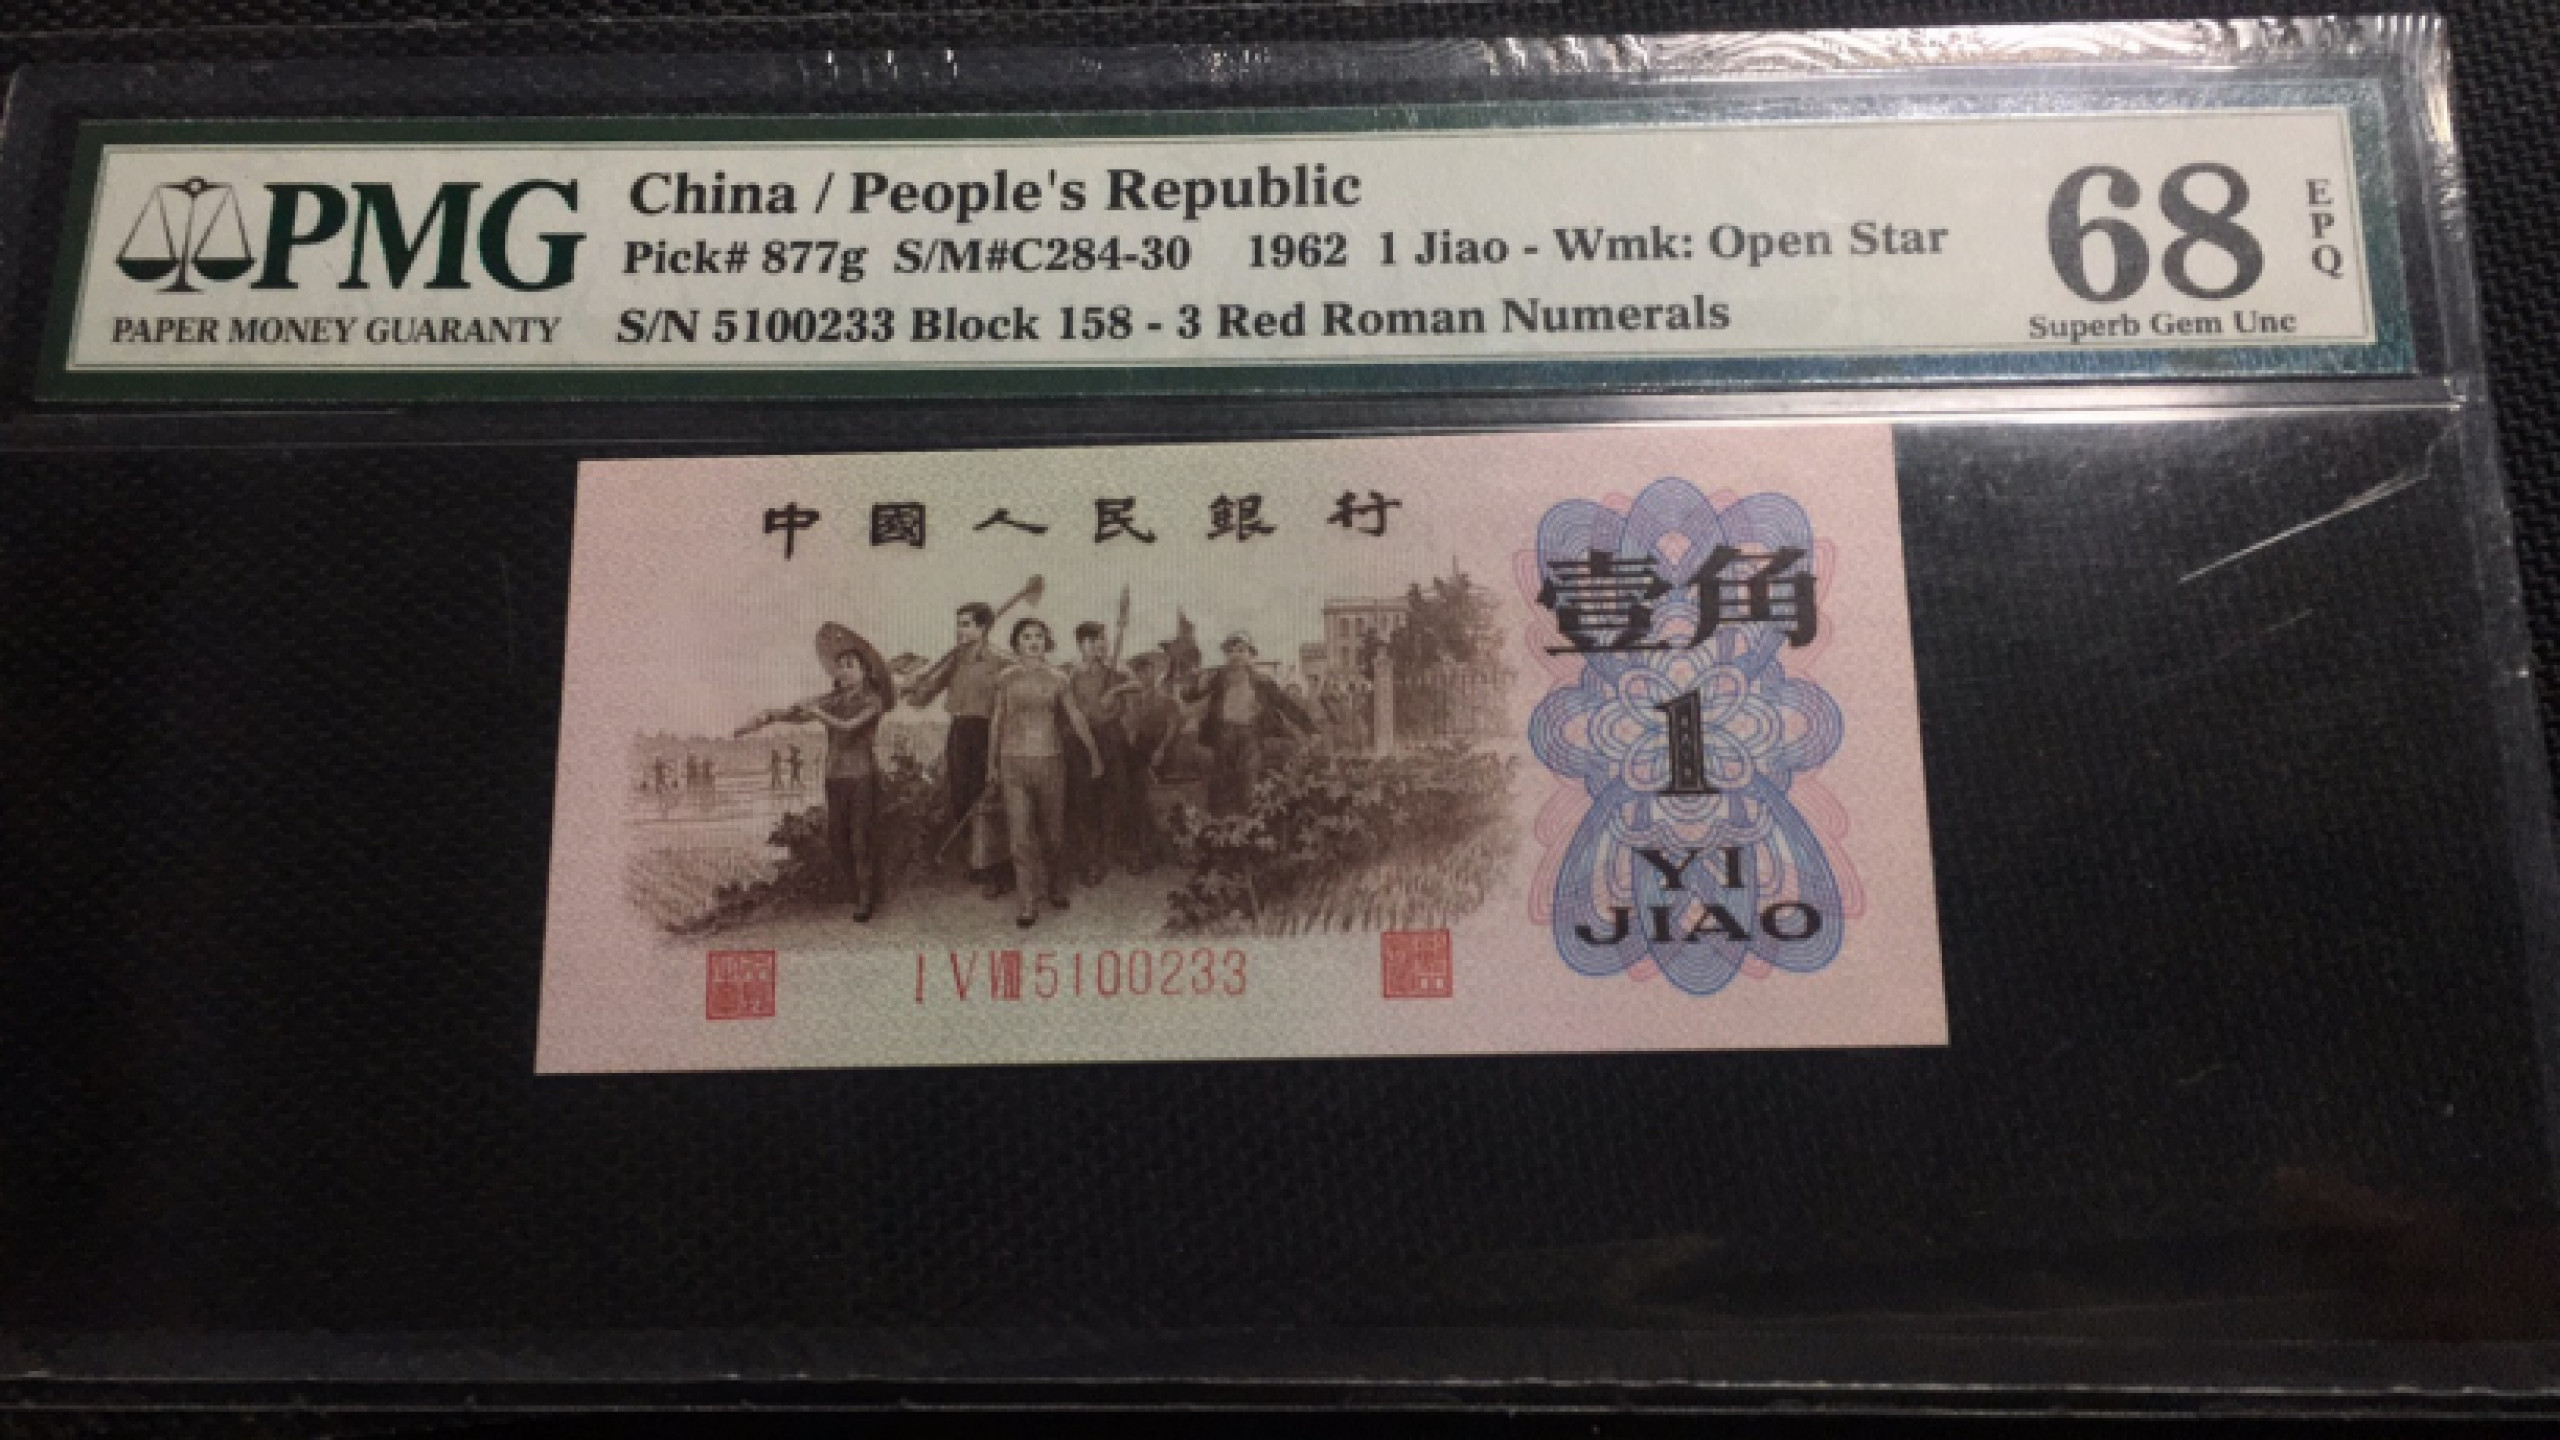 PMG
PAPER MONEY GUARANTY
China / People's Republic
Pick# 877g S/M#C284-30 1962 1 Jiao - Wmk: Open Star
S/N 5100233 Block 158 - 3 Red Roman Numerals
68
EPQ
Superb Gem Unc
中國人民銀行
壹角
1
YI
JIAO
I V VIII 5100233